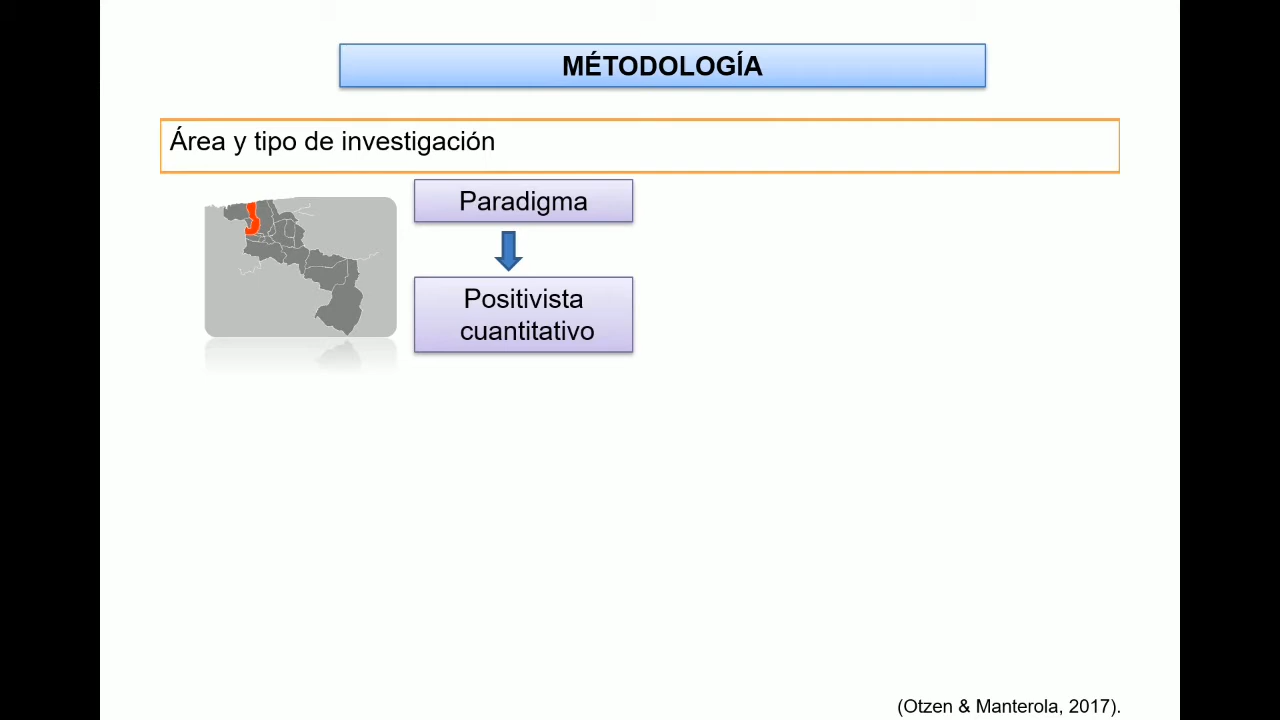 MÉTODOLOGÍA
Área y tipo de investigación
Paradigma
Positivista
cuantitativo
(Otzen & Manterola, 2017).